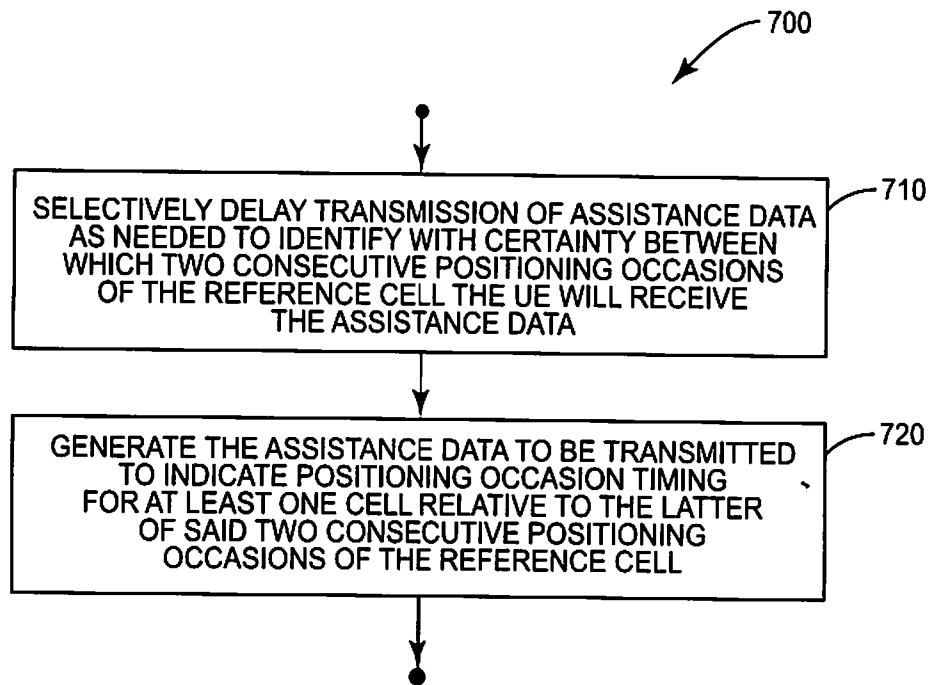 700
710
SELECTIVELY DELAY TRANSMISSION OF ASSISTANCE DATA
AS NEEDED TO IDENTIFY WITH CERTAINTY BETWEEN
WHICH TWO CONSECUTIVE POSITIONING OCCASIONS
OF THE REFERENCE CELL THE UE WILL RECEIVE
THE ASSISTANCE DATA
720
GENERATE THE ASSISTANCE DATA TO BE TRANSMITTED
TO INDICATE POSITIONING OCCASION TIMING
FOR AT LEAST ONE CELL RELATIVE TO THE LATTER
OF SAID TWO CONSECUTIVE POSITIONING
OCCASIONS OF THE REFERENCE CELL